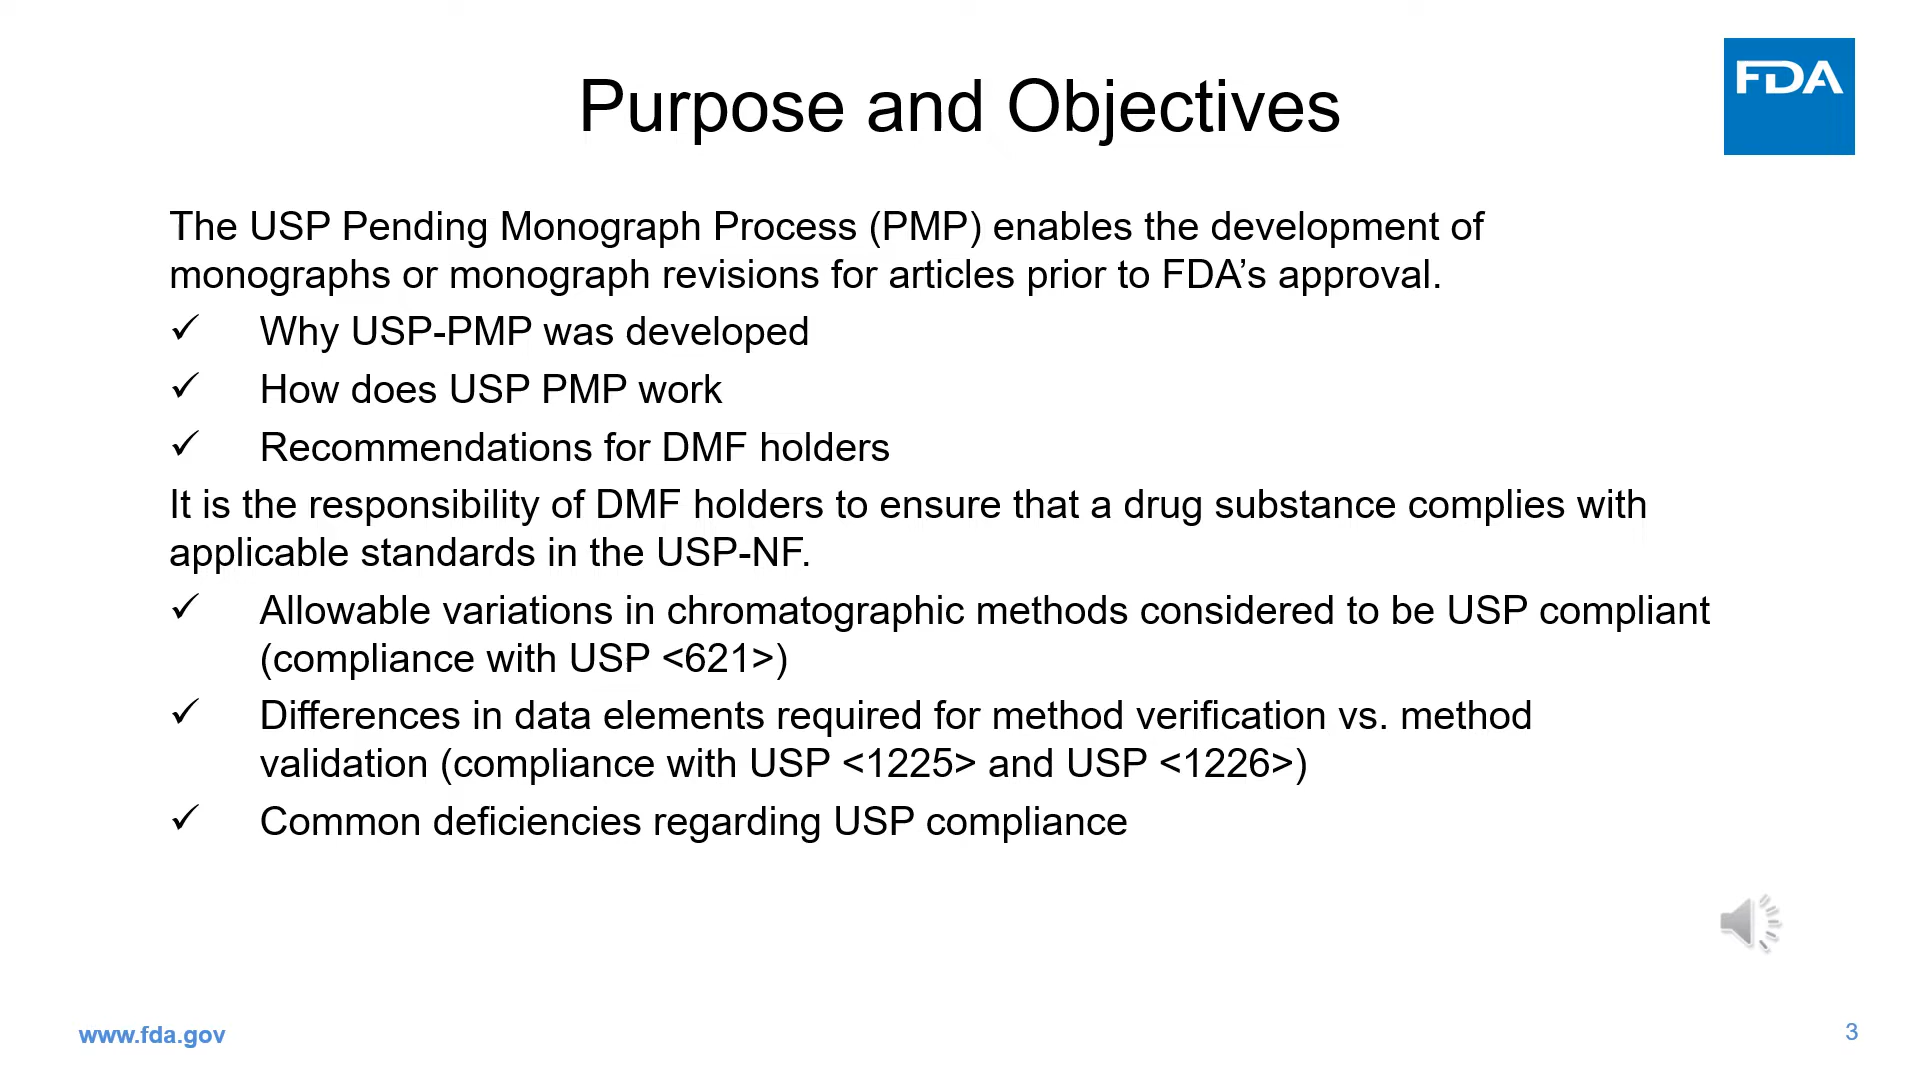 FDA
Purpose and Objectives
The USP Pending Monograph Process (PMP) enables the development of
monographs or monograph revisions for articles prior to FDA’s approval.
✓ Why USP-PMP was developed
✓ How does USP PMP work
✓ Recommendations for DMF holders
It is the responsibility of DMF holders to ensure that a drug substance complies with
applicable standards in the USP-NF.
✓ Allowable variations in chromatographic methods considered to be USP compliant
(compliance with USP <621>)
✓ Differences in data elements required for method verification vs. method
validation (compliance with USP <1225> and USP <1226>)
✓ Common deficiencies regarding USP compliance
www.fda.gov
3